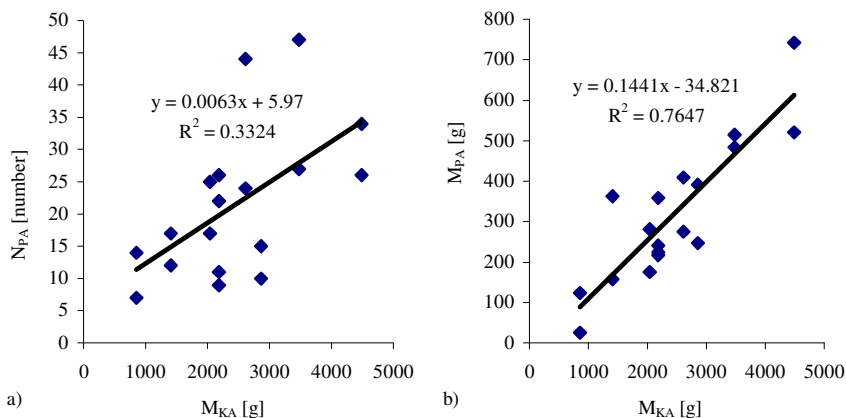 50
45
40
35
30
25
20
15
10
5
0
N_PA [number]
y = 0.0063x + 5.97
R² = 0.3324
0 1000 2000 3000 4000 5000
a)
M_KA [g]
800
700
600
500
400
300
200
100
0
M_PA [g]
y = 0.1441x - 34.821
R² = 0.7647
0 1000 2000 3000 4000 5000
b)
M_KA [g]